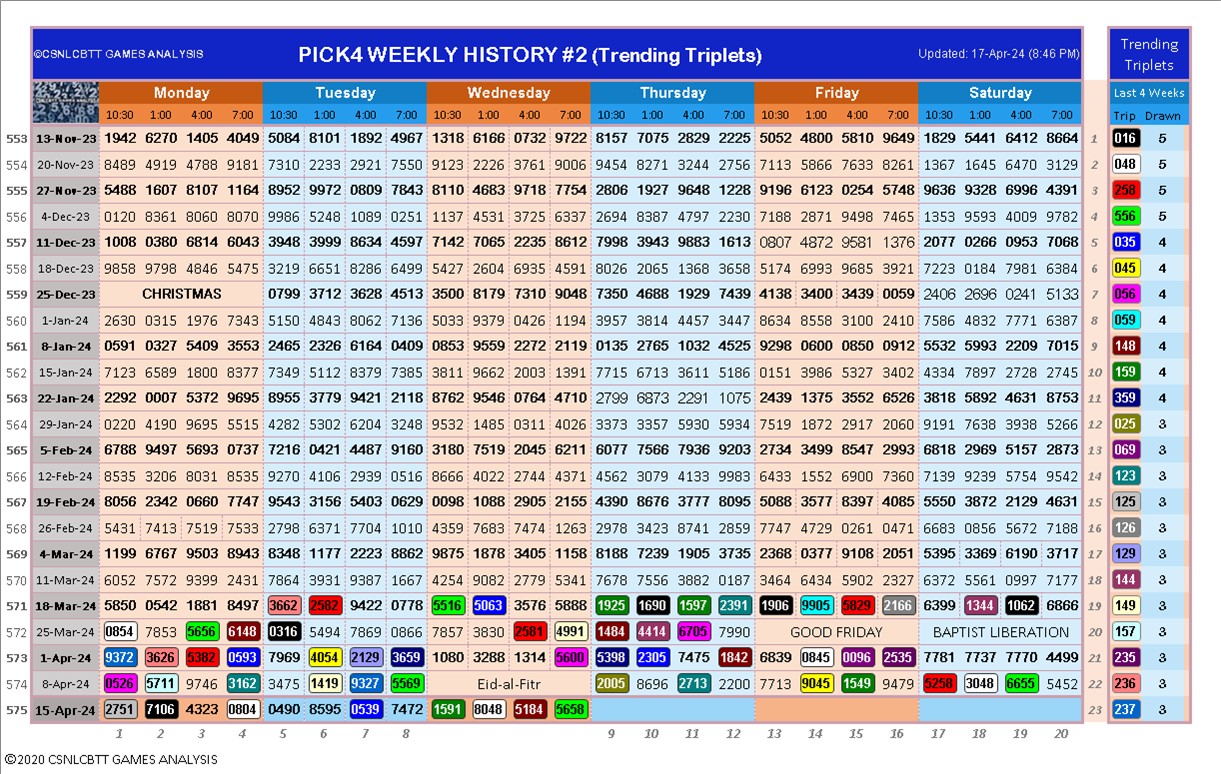 ©CSNLCBTT GAMES ANALYSIS PICK4 WEEKLY HISTORY #2 (Trending Triplets) Updated: 17-Apr-24 (8:46 PM) Trending
Triplets
Monday Tuesday Wednesday Thursday Friday Saturday Last 4 Weeks
10:30 1:00 4:00 7:00 10:30 1:00 4:00 7:00 10:30 1:00 4:00 7:00 10:30 1:00 4:00 7:00 10:30 1:00 4:00 7:00 10:30 1:00 4:00 7:00 Trip Drawn
553 13-Nov-23 1942 6270 1405 4049 5084 8101 1892 4967 1318 6166 0732 9722 8157 7075 2829 2225 5052 4800 5810 9649 1829 5441 6412 8664 1 016 5
554 20-Nov-23 8489 4919 4788 9181 7310 2233 2921 7550 9123 2226 3761 9006 9454 8271 3244 2756 7113 5866 7633 8261 1367 1645 6470 3129 2 048 5
555 27-Nov-23 5488 1607 8107 1164 8952 9972 0809 7843 8110 4683 9718 7754 2806 1927 9648 1228 9196 6123 0254 5748 9636 9328 6996 4391 3 258 5
556 4-Dec-23 0120 8361 8060 8070 9986 5248 1089 0251 1137 4531 3725 6337 2694 8387 4797 2230 7188 2871 9498 7465 1353 9593 4009 9782 4 556 5
557 11-Dec-23 1008 0380 6814 6043 3948 3999 8634 4597 7142 7065 2235 8612 7998 3943 9883 1613 0807 4872 9581 1376 2077 0266 0953 7068 5 035 4
558 18-Dec-23 9858 9798 4846 5475 3219 6651 8286 6499 5427 2604 6935 4591 8026 2065 1368 3658 5174 6993 9685 3921 7223 0184 7981 6384 6 045 4
559 25-Dec-23 CHRISTMAS 0799 3712 3628 4513 3500 8179 7310 9048 7350 4688 1929 7439 4138 3400 3439 0059 2406 2696 0241 5133 7 056 4
560 1-Jan-24 2630 0315 1976 7343 5150 4843 8062 7136 5033 9379 0426 1194 3957 3814 4457 3447 8634 8558 3100 2410 7586 4832 7771 6387 8 059 4
561 8-Jan-24 0591 0327 5409 3553 2465 2326 6164 0409 0853 9559 2272 2119 0135 2765 1032 4525 9298 0600 0850 0912 5532 5993 2209 7015 9 148 4
562 15-Jan-24 7123 6589 1800 8377 7349 5112 8379 7385 3811 9662 2003 1391 7715 6713 3611 5186 0151 3986 5327 3402 4334 7897 2728 2745 10 159 4
563 22-Jan-24 2292 0007 5372 9695 8955 3779 9421 2118 8762 9546 0764 4710 2799 6873 2291 1075 2439 1375 3552 6526 3818 5892 4631 8753 11 359 4
564 29-Jan-24 0220 4190 9695 5515 4282 5302 6204 3248 9532 1485 0311 4026 3373 3357 5930 5934 7519 1872 2917 2060 9191 7638 3938 5266 12 025 3
565 5-Feb-24 6788 9497 5693 0737 7216 0421 4487 9160 3180 7519 2045 6211 6077 7566 7936 9203 2734 3499 8547 2993 6818 2969 5157 2873 13 069 3
566 12-Feb-24 8535 3206 8031 8535 9270 4106 2939 0516 8666 4022 2744 4371 4562 3079 4133 9983 6433 1552 6900 7360 7139 9239 5754 9542 14 123 3
567 19-Feb-24 8056 2342 0660 7747 9543 3156 5403 0629 0098 1088 2905 2155 4390 8676 3777 8095 5088 3577 8397 4085 5550 3872 2129 4631 15 125 3
568 26-Feb-24 5431 7413 7519 7533 2798 6371 7704 1010 4359 7683 7474 1263 2978 3423 8741 2859 7747 4729 0261 0471 6683 0856 5672 7188 16 126 3
569 4-Mar-24 1199 6767 9503 8943 8348 1177 2223 8862 9875 1878 3405 1158 8188 7239 1905 3735 2368 0377 9108 2051 5395 3369 6190 3717 17 129 3
570 11-Mar-24 6052 7572 9399 2431 7864 3931 9387 1667 4254 9082 2779 5341 7678 7556 3882 0187 3464 6434 5902 2327 6372 5561 0997 7177 18 144 3
571 18-Mar-24 5850 0542 1881 8497 3662 2582 9422 0778 5516 5063 3576 5888 1925 1690 1597 2391 1906 9905 5829 2166 6399 1344 1062 6866 19 149 3
572 25-Mar-24 0854 7853 5656 6148 0316 5494 7869 0866 7857 3830 2581 4991 1484 4414 6705 7990 GOOD FRIDAY BAPTIST LIBERATION 20 157 3
573 1-Apr-24 9372 3626 5382 0593 7969 4054 2129 3659 1080 3288 1314 5600 5398 2305 7475 1842 6839 0845 0096 2535 7781 7737 7770 4499 21 235 3
574 8-Apr-24 0526 5711 9746 3162 3475 1419 9327 5569 Eid-al-Fitr 2005 8696 2713 2200 7713 9045 1549 9479 5258 3048 6655 5452 22 236 3
575 15-Apr-24 2751 7106 4323 0804 0490 8595 0539 7472 1591 8048 5184 5658 23 237 3
1 2 3 4 5 6 7 8 9 10 11 12 13 14 15 16 17 18 19 20
©2020 CSNLCBTT GAMES ANALYSIS